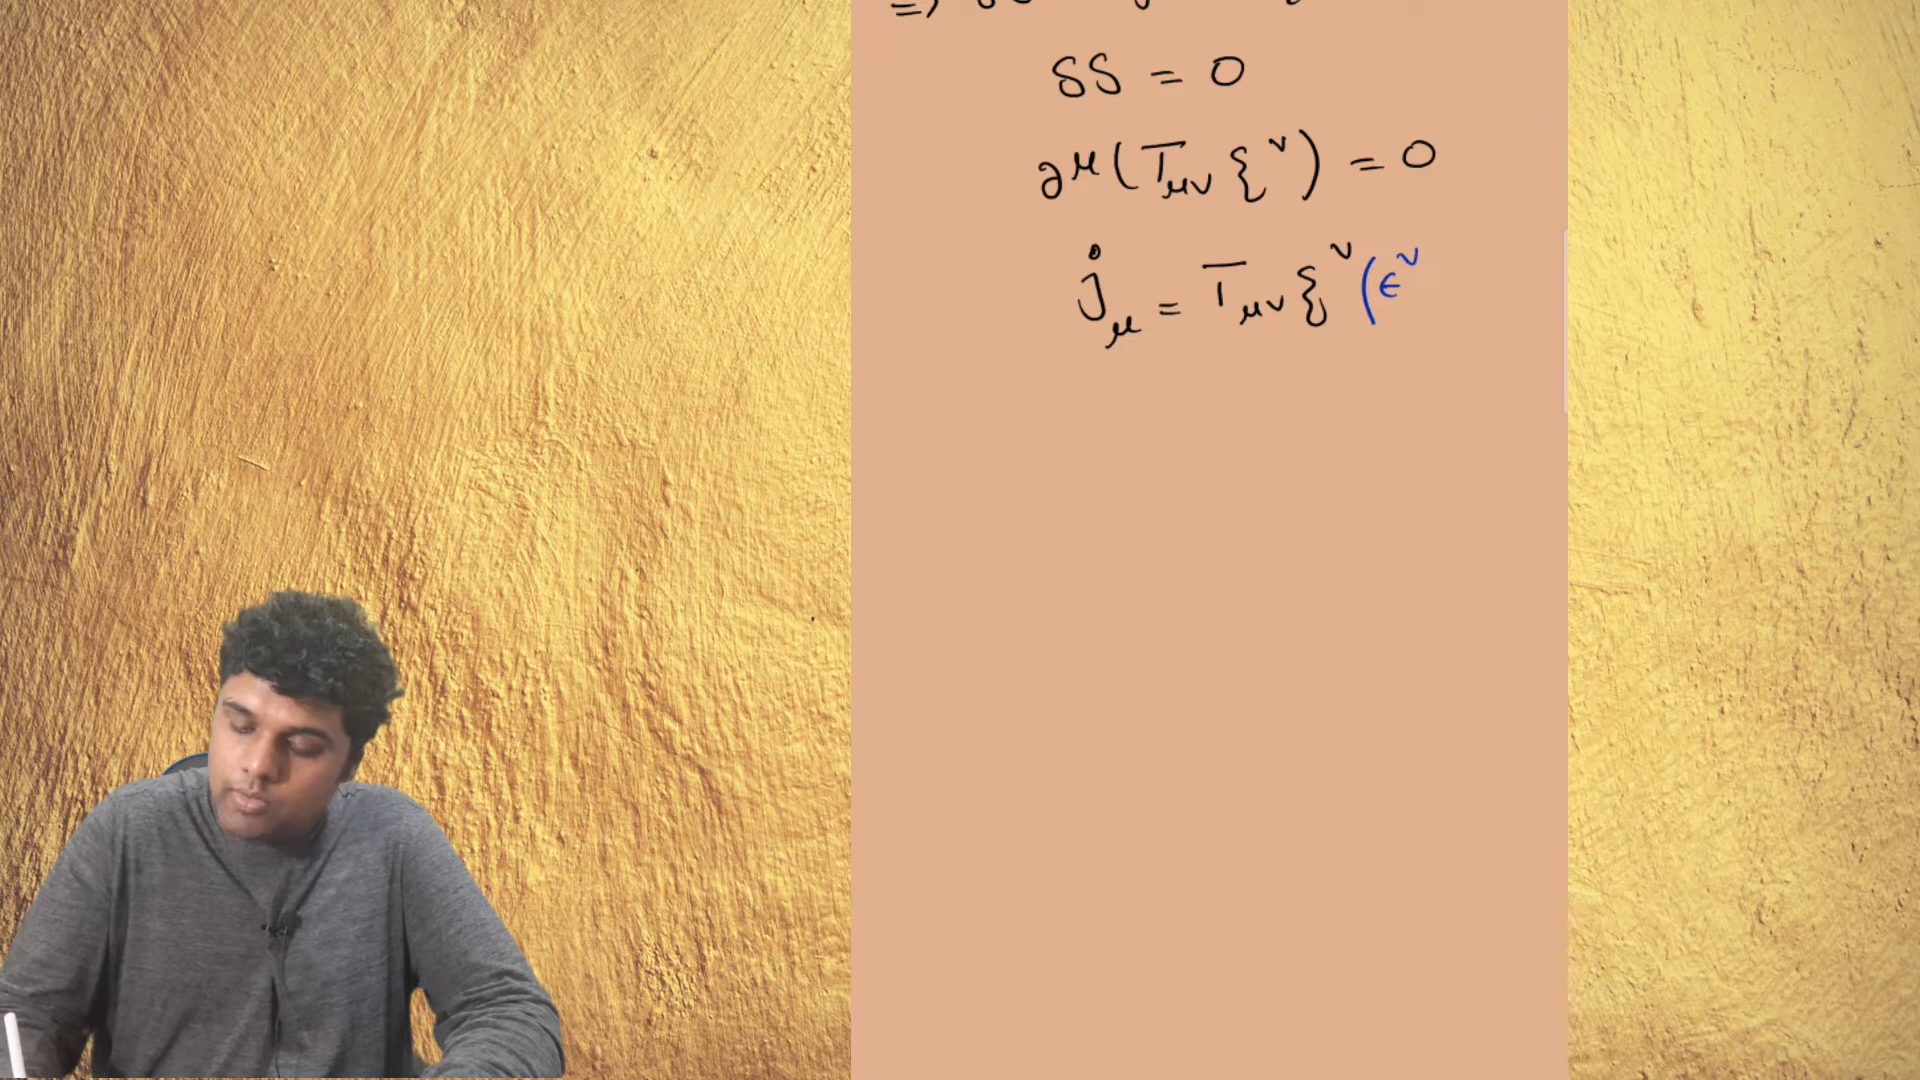 δS = 0
∂^μ(T_μν ξ^ν) = 0
j_μ = T_μν ξ^ν (ϵ^ν